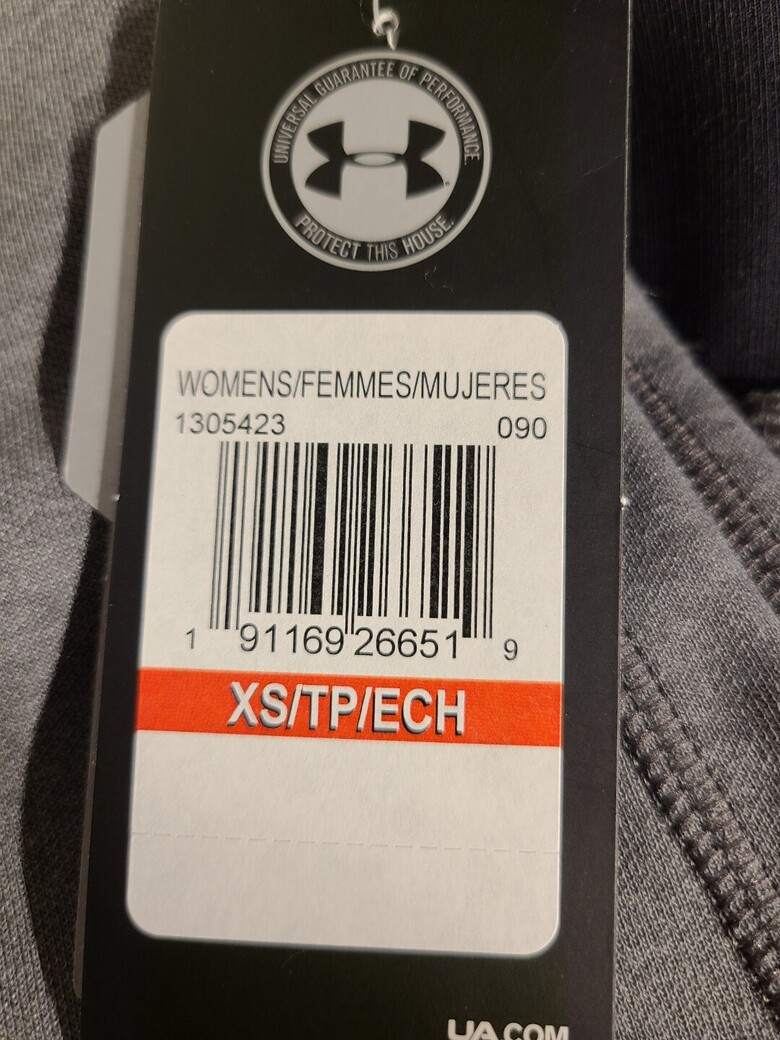 UNIVERSAL GUARANTEE OF PERFORMANCE.
PROTECT THIS HOUSE.
WOMENS/FEMMES/MUJERES
1305423 090
1 91169 26651 9
XS/TP/ECH
UA.COM